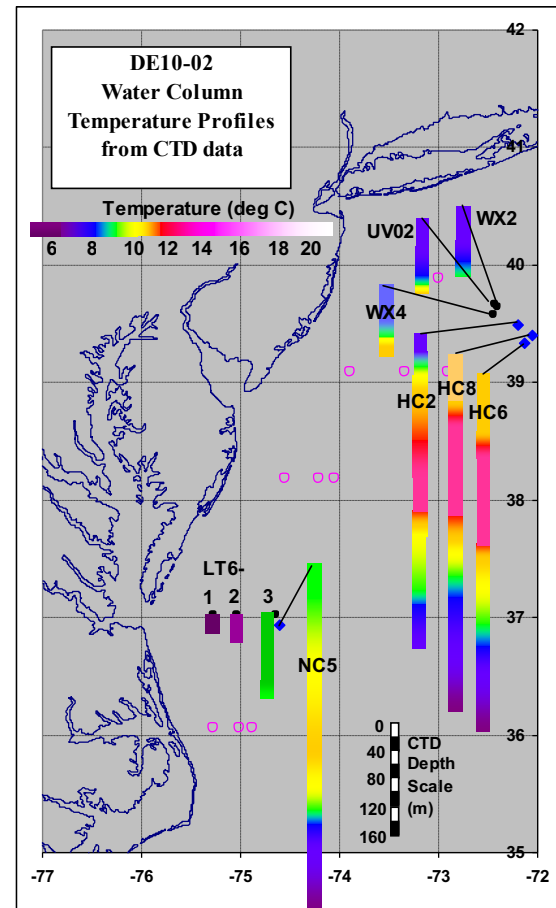 DE10-02
Water Column
Temperature Profiles
from CTD data
Temperature (deg C)
6 8 10 12 14 16 18 20
42
41
40
39
38
37
36
35
UV02
WX2
WX4
HC2
HC8
HC6
LT6-
1 2 3
NC5
0
40
80
120
160
CTD
Depth
Scale
(m)
-77 -76 -75 -74 -73 -72